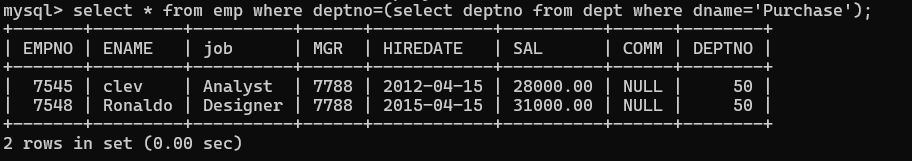 mysql> select * from emp where deptno=(select deptno from dept where dname='Purchase');
+-------+---------+----------+------+------------+----------+------+--------+
| EMPNO | ENAME   | job      | MGR  | HIREDATE   | SAL      | COMM | DEPTNO |
+-------+---------+----------+------+------------+----------+------+--------+
|  7545 | clev    | Analyst  | 7788 | 2012-04-15 | 28000.00 | NULL |     50 |
|  7548 | Ronaldo | Designer | 7788 | 2015-04-15 | 31000.00 | NULL |     50 |
+-------+---------+----------+------+------------+----------+------+--------+
2 rows in set (0.00 sec)